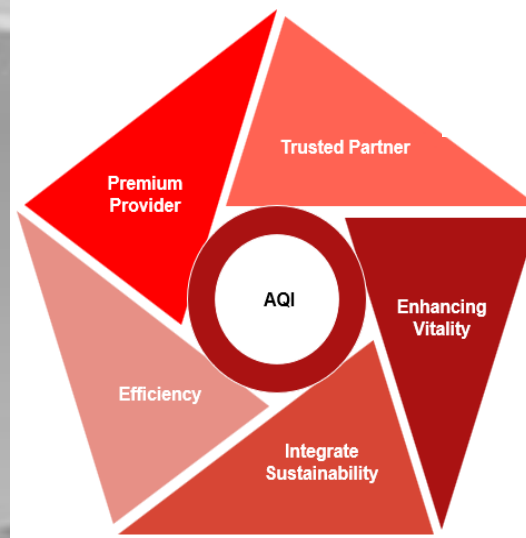 Trusted Partner
Premium
Provider
AQI
Enhancing
Vitality
Efficiency
Integrate
Sustainability